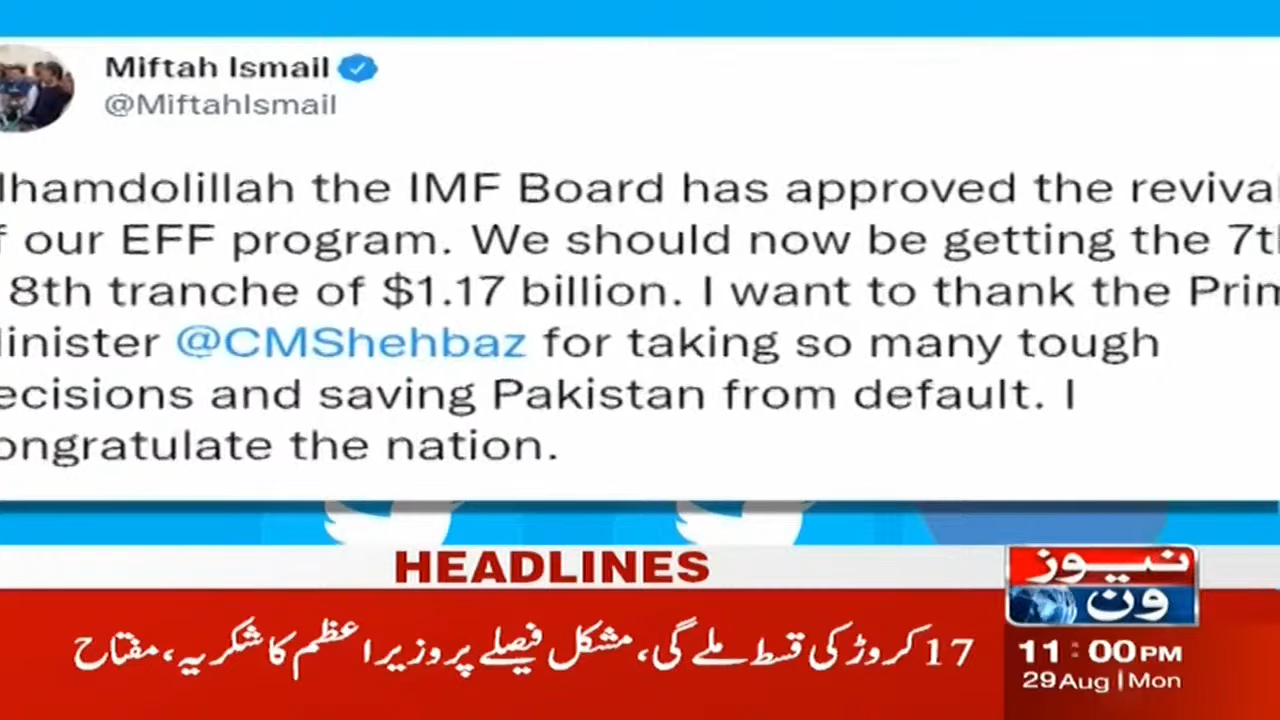 Miftah Ismail
@MiftahIsmail
lhamdolillah the IMF Board has approved the revival
f our EFF program. We should now be getting the 7th
8th tranche of $1.17 billion. I want to thank the Prim
inister @CMShehbaz for taking so many tough
ecisions and saving Pakistan from default. I
ongratulate the nation.
HEADLINES
نیوز
ون
17 کروڑ کی قسط ملے گی، مشکل فیصلے پر وزیراعظم کا شکریہ، مفتاح
11:00PM
29Aug|Mon